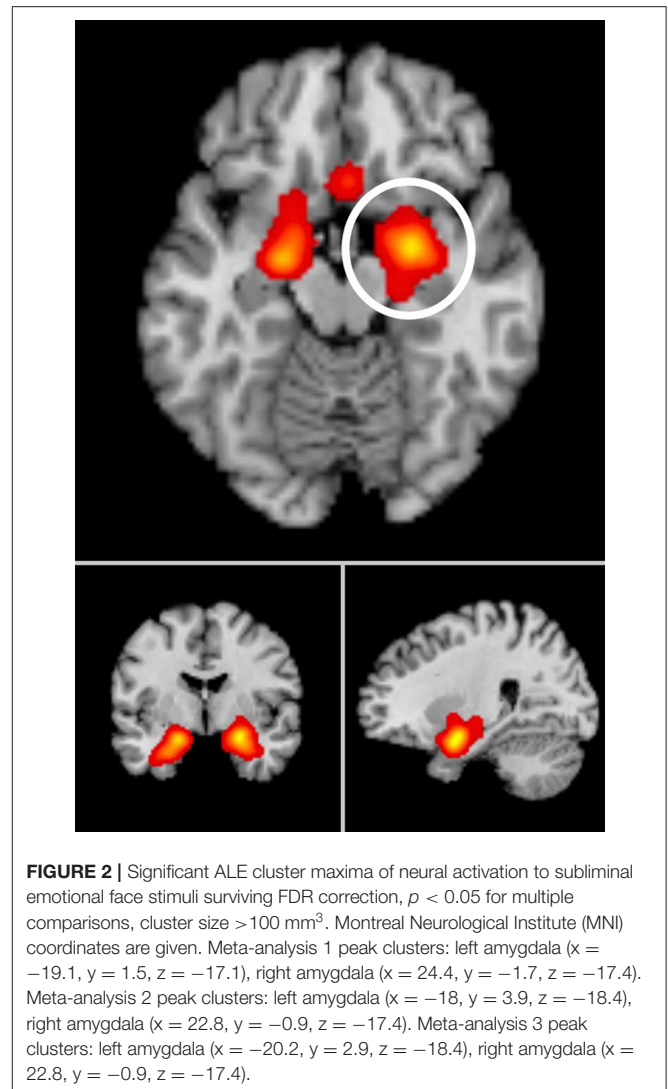 FIGURE 2 | Significant ALE cluster maxima of neural activation to subliminal
emotional face stimuli surviving FDR correction, p < 0.05 for multiple
comparisons, cluster size >100 mm³. Montreal Neurological Institute (MNI)
coordinates are given. Meta-analysis 1 peak clusters: left amygdala (x =
−19.1, y = 1.5, z = −17.1), right amygdala (x = 24.4, y = −1.7, z = −17.4).
Meta-analysis 2 peak clusters: left amygdala (x = −18, y = 3.9, z = −18.4),
right amygdala (x = 22.8, y = −0.9, z = −17.4). Meta-analysis 3 peak
clusters: left amygdala (x = −20.2, y = 2.9, z = −18.4), right amygdala (x =
22.8, y = −0.9, z = −17.4).